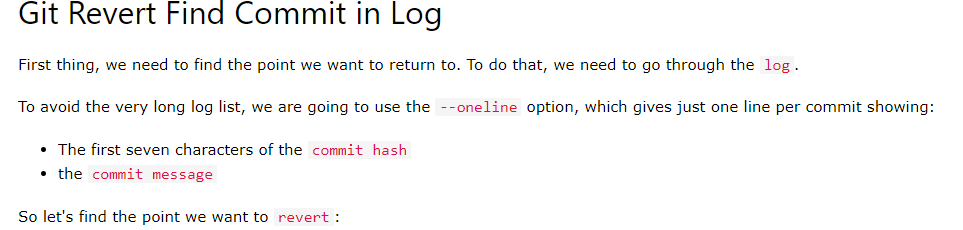 Git Revert Find Commit in Log
First thing, we need to find the point we want to return to. To do that, we need to go through the log.
To avoid the very long log list, we are going to use the --oneline option, which gives just one line per commit showing:
• The first seven characters of the commit hash
• the commit message
So let's find the point we want to revert: